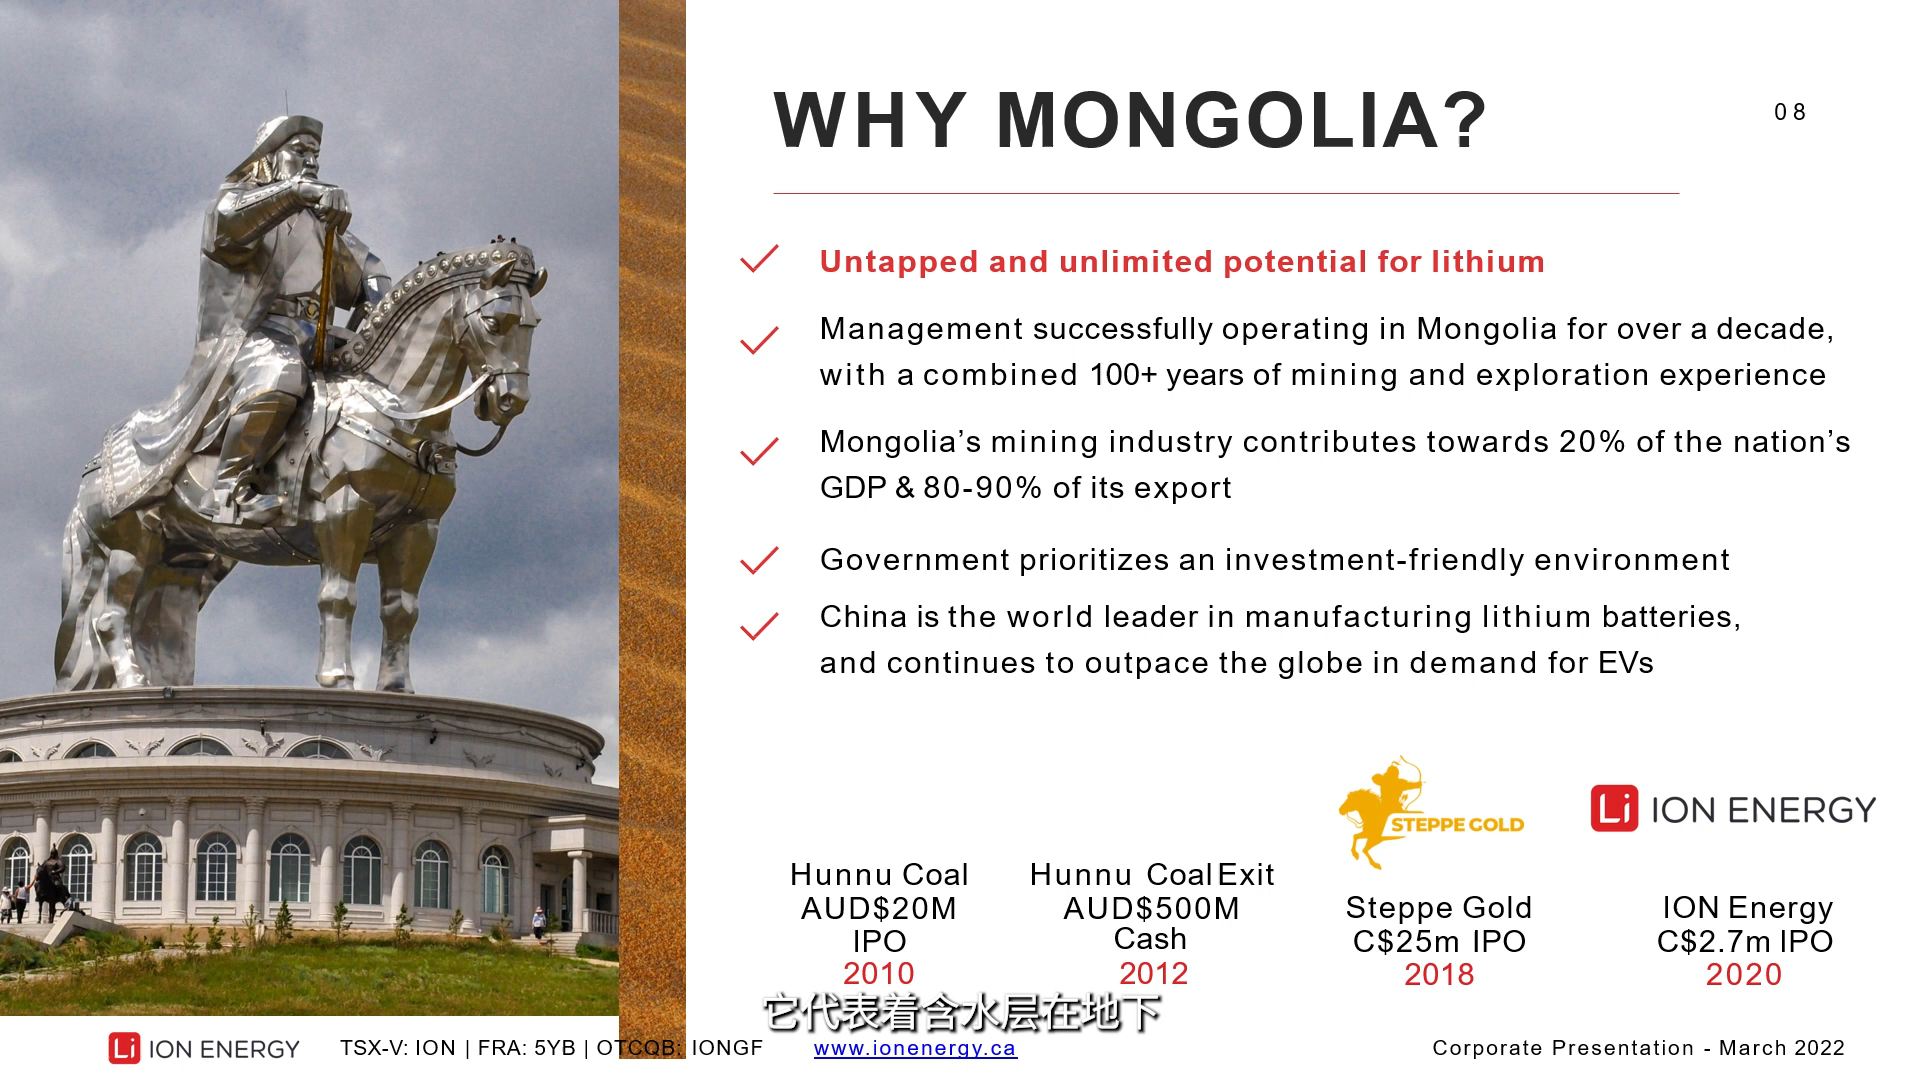 WHY MONGOLIA?
08
Untapped and unlimited potential for lithium
Management successfully operating in Mongolia for over a decade,
with a combined 100+ years of mining and exploration experience
Mongolia’s mining industry contributes towards 20% of the nation’s
GDP & 80-90% of its export
Government prioritizes an investment-friendly environment
China is the world leader in manufacturing lithium batteries,
and continues to outpace the globe in demand for EVs
Hunnu Coal
AUD$20M
IPO
2010
Hunnu Coal Exit
AUD$500M
Cash
2012
STEPPE GOLD
Steppe Gold
C$25m IPO
2018
Li ION ENERGY
ION Energy
C$2.7m IPO
2020
它代表着含水层在地下
Li ION ENERGY
TSX-V: ION | FRA: 5YB | OTCQB: IONGF
www.ionenergy.ca
Corporate Presentation - March 2022